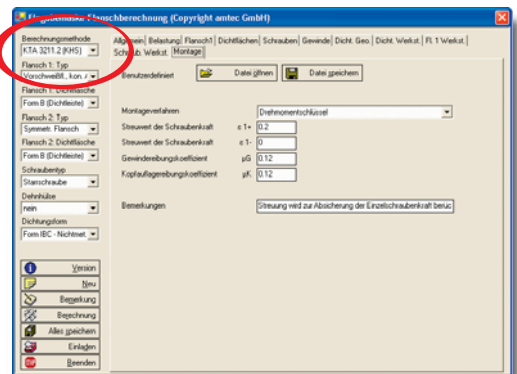 Eingabemaske Flanschberechnung (Copyright amtec GmbH)
Berechnungsmethode
KTA 3211.2 (KHS)
Flansch 1: Typ
Vorschweißfl., kon. A
Flansch 1: Dichtfläche
Form B (Dichtleiste)
Flansch 2: Typ
Symmetr. Flansch
Flansch 2: Dichtfläsche
Form B (Dichtleiste)
Schraubentyp
Starrschraube
Dehnhülse
nein
Dichtungsform
Form IBC - Nichtmet.
Version
Neu
Bemerkung
Berechnung
Alles speichern
Einladen
Beenden
Allgemein Belastung Flansch1 Dichtflächen Schrauben Gewinde Dicht. Geo. Dicht. Werkst. Fl. 1 Werkst.
Schraub. Werkst. Montage
Benutzerdefiniert Datei öffnen Datei speichern
Montageverfahren Drehmomentschlüssel
Streuwert der Schraubenkraft ε 1+ 0.2
Streuwert der Schraubenkraft ε 1- 0
Gewindereibungskoeffizient µG 0.12
Kopfauflagereibungskoeffizient µK 0.12
Bemerkungen Streuung wird zur Absicherung der Einzelschraubenkraft berüc